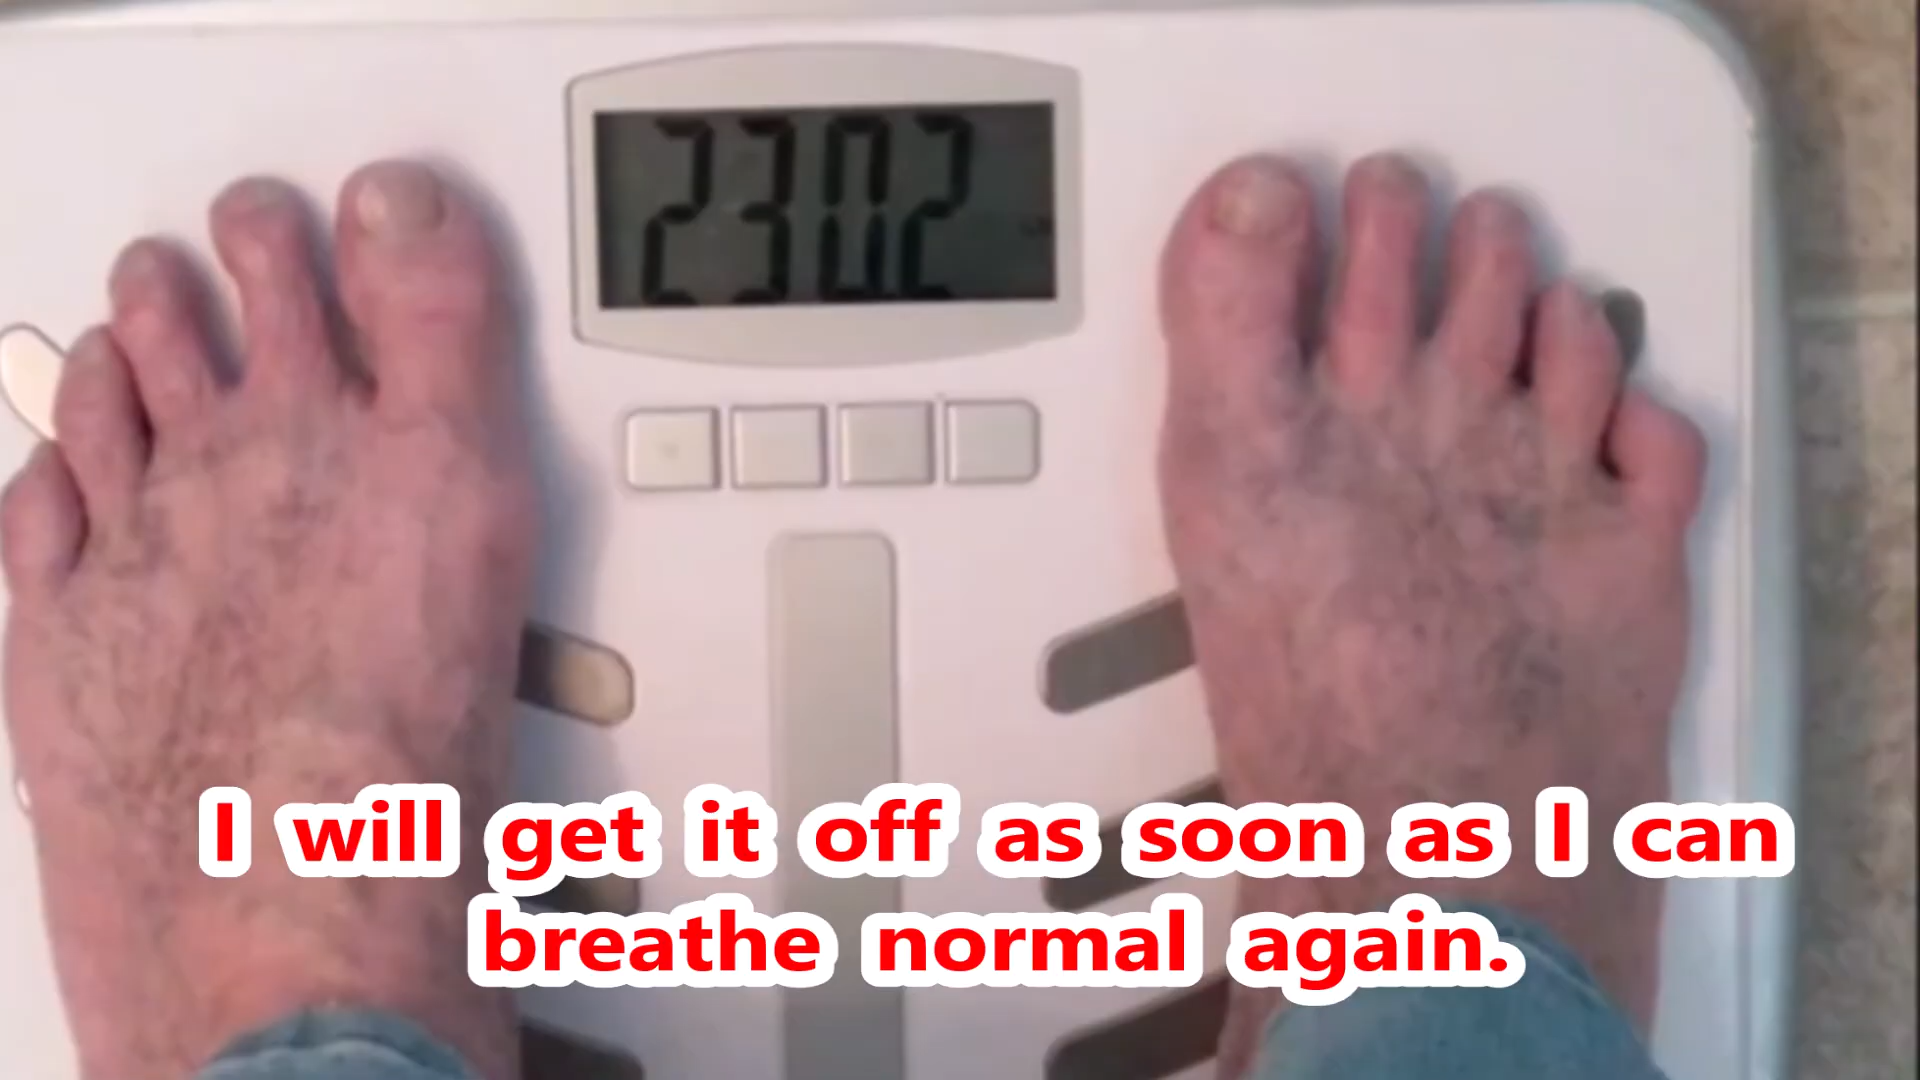 230.2
I will get it off as soon as I can
breathe normal again.